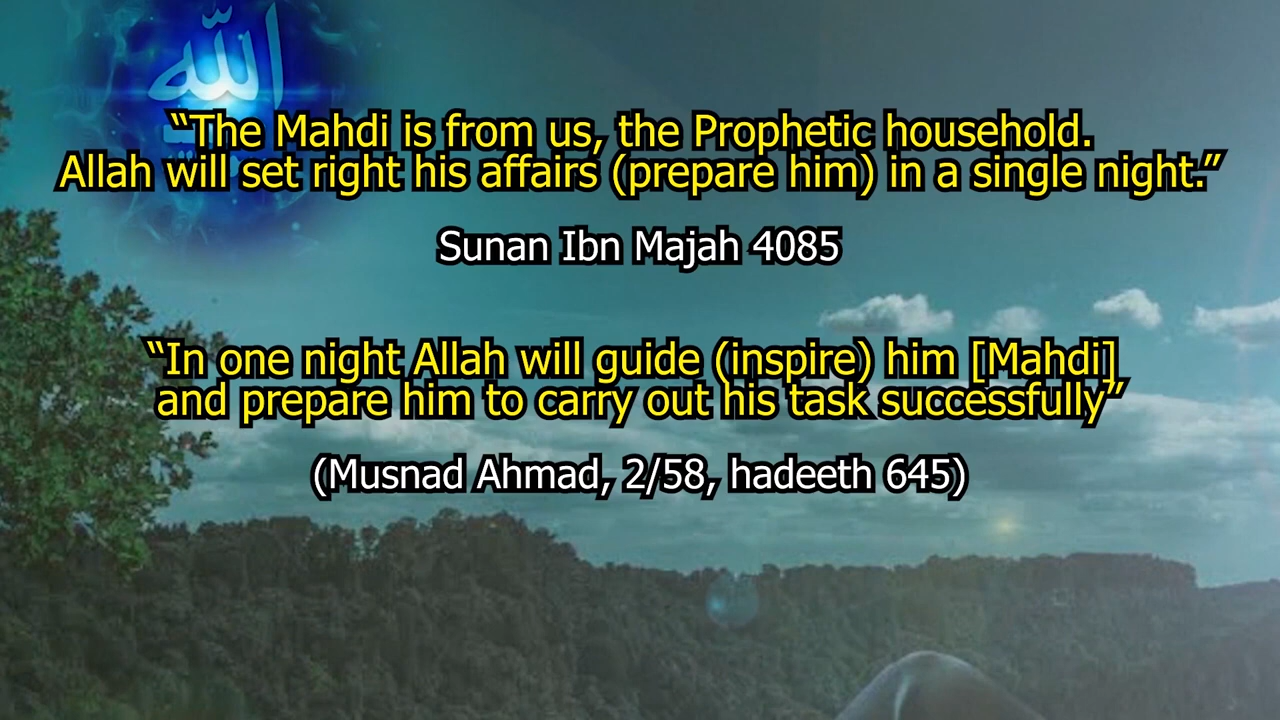 الله
“The Mahdi is from us, the Prophetic household.
Allah will set right his affairs (prepare him) in a single night.”
Sunan Ibn Majah 4085
“In one night Allah will guide (inspire) him [Mahdi]
and prepare him to carry out his task successfully”
(Musnad Ahmad, 2/58, hadeeth 645)